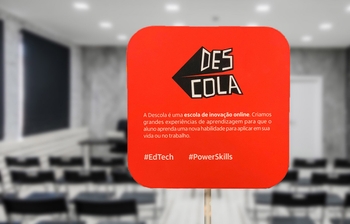 DES
COLA
A Descola é uma escola de inovação online. Criamos
grandes experiências de aprendizagem para que o
aluno aprenda uma nova habilidade para aplicar em sua
vida ou no trabalho.
#EdTech #PowerSkills